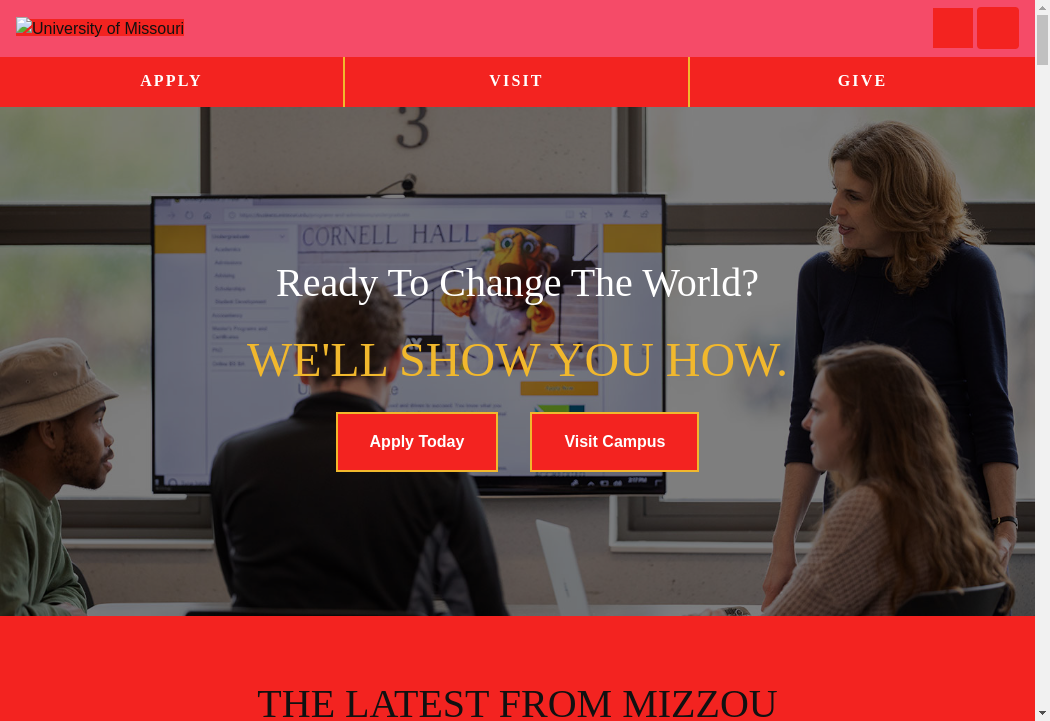 University of Missouri
APPLY
VISIT
GIVE
3
CORNELL HALL
Ready To Change The World?
WE'LL SHOW YOU HOW.
Apply Today
Visit Campus
THE LATEST FROM MIZZOU